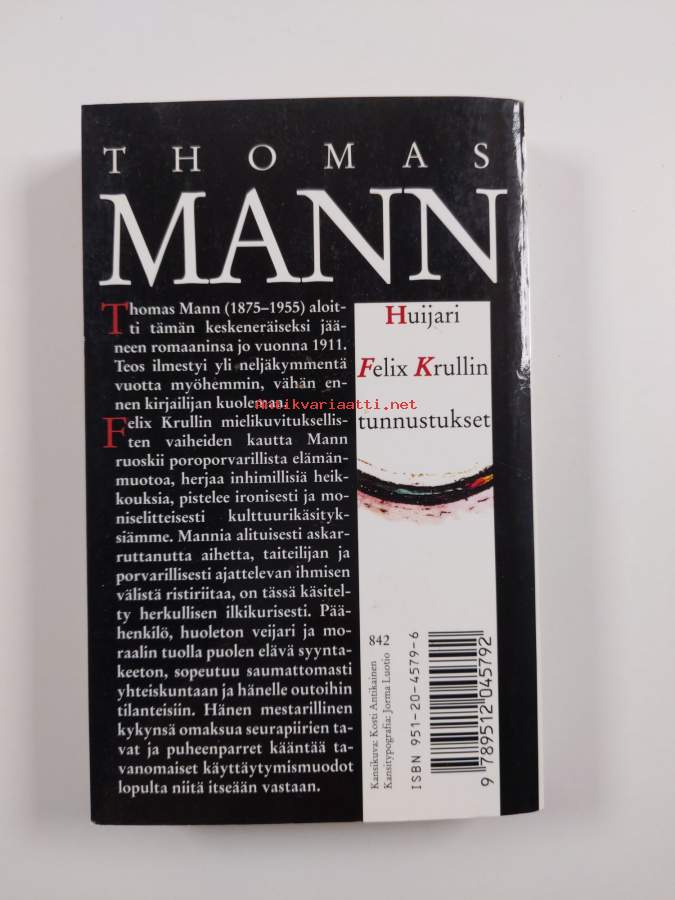 THOMAS
MANN
Thomas Mann (1875–1955) aloit-
ti tämän keskeneräiseksi jää-
neen romaaninsa jo vuonna 1911.
Teos ilmestyi yli neljäkymmentä
vuotta myöhemmin, vähän en-
nen kirjailijan kuolemaa.
Felix Krullin mielikuvituksellis-
ten vaiheiden kautta Mann
ruoskii poroporvarillista elämän-
muotoa, herjaa inhimillisiä heik-
kouksia, pistelee ironisesti ja mo-
niselitteisesti kulttuurikäsityk-
siämme. Mannia alituisesti askar-
ruttanutta aihetta, taiteilijan ja
porvarillisesti ajattelevan ihmisen
välistä ristiriitaa, on tässä käsitel-
ty herkullisen ilkikurisesti. Pää-
henkilö, huoleton veijari ja mo-
raalin tuolla puolen elävä syynta-
keeton, sopeutuu saumattomasti
yhteiskuntaan ja hänelle outoihin
tilanteisiin. Hänen mestarillinen
kykynsä omaksua seurapiirien ta-
vat ja puheenparret kääntää ta-
vanomaiset käyttäytymismuodot
lopulta niitä itseään vastaan.
Huijari
Felix Krullin
tunnustukset
Antikvariaatti.net
842
Kansikuva: Kosti Antikainen
Kansitypografia: Jorma Luotio
ISBN 951-20-4579-6
9 789512 045792